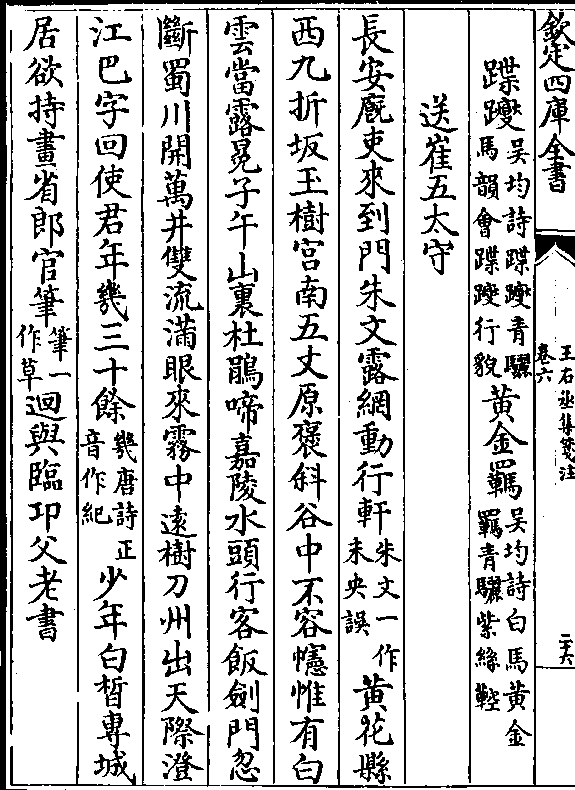 欽定四庫全書
王右丞集箋注
卷六
二十六
蹀躞吳均詩蹀躞青驪馬韻會蹀躞行貌黃金羈吳均詩白馬黃金羈青驪紫絲鞚
送崔五太守
長安廐吏來到門朱文露網動行軒朱文一作未央誤黃花縣
西九折坂玉樹宮南五丈原褒斜谷中不容幰惟有白
雲當露冕子午山裏杜鵑啼嘉陵水頭行客飯劍門忽
斷蜀川開萬井雙流滿眼來霧中遠樹刀州出天際澄
江巴字回使君年幾三十餘幾唐詩正音作紀少年白晳專城
居欲持畫省郎官筆筆一作草迴與臨邛父老書